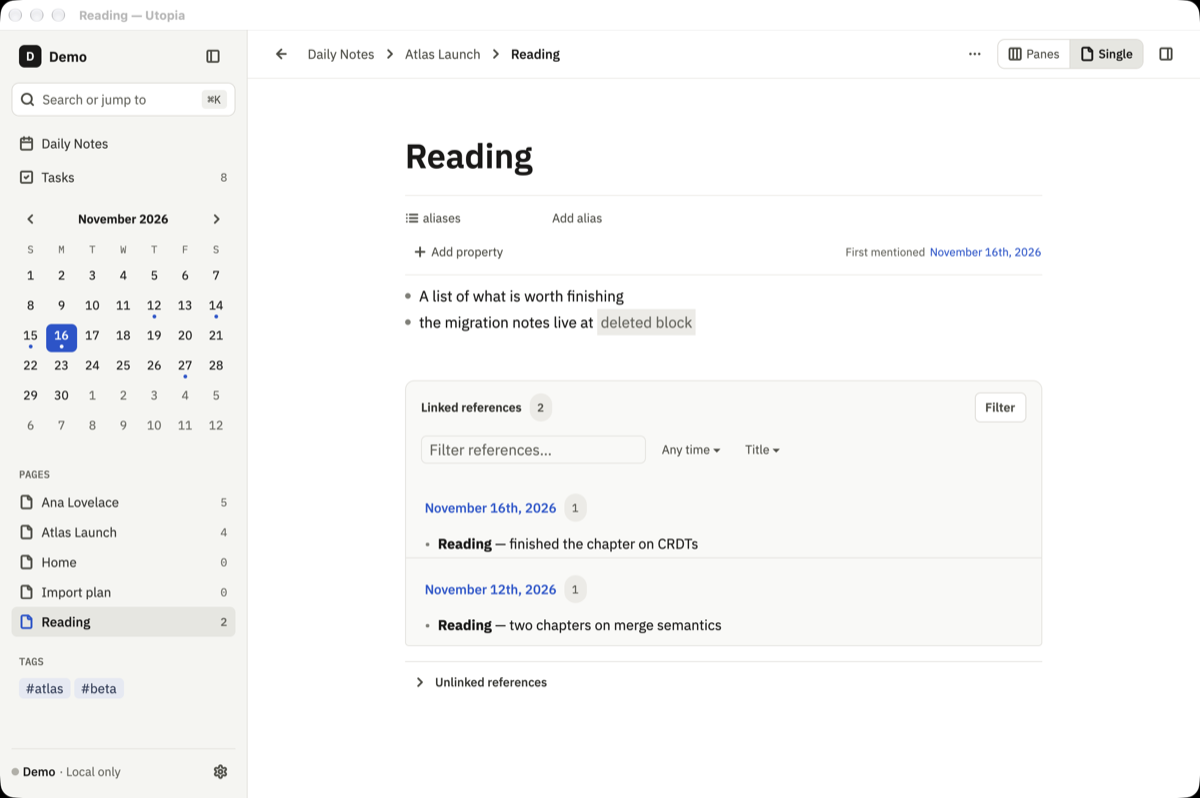 Reading — Utopia
D Demo
Search or jump to ⌘K
Daily Notes
Tasks 8
November 2026
S M T W T F S
1 2 3 4 5 6 7
8 9 10 11 12 13 14
15 16 17 18 19 20 21
22 23 24 25 26 27 28
29 30 1 2 3 4 5
6 7 8 9 10 11 12
PAGES
Ana Lovelace 5
Atlas Launch 4
Home 0
Import plan 0
Reading 2
TAGS
#atlas #beta
Demo · Local only
Daily Notes > Atlas Launch > Reading
... Panes Single
Reading
aliases Add alias
+ Add property First mentioned November 16th, 2026
• A list of what is worth finishing
• the migration notes live at deleted block
Linked references 2 Filter
Filter references... Any time Title
November 16th, 2026 1
• Reading — finished the chapter on CRDTs
November 12th, 2026 1
• Reading — two chapters on merge semantics
Unlinked references